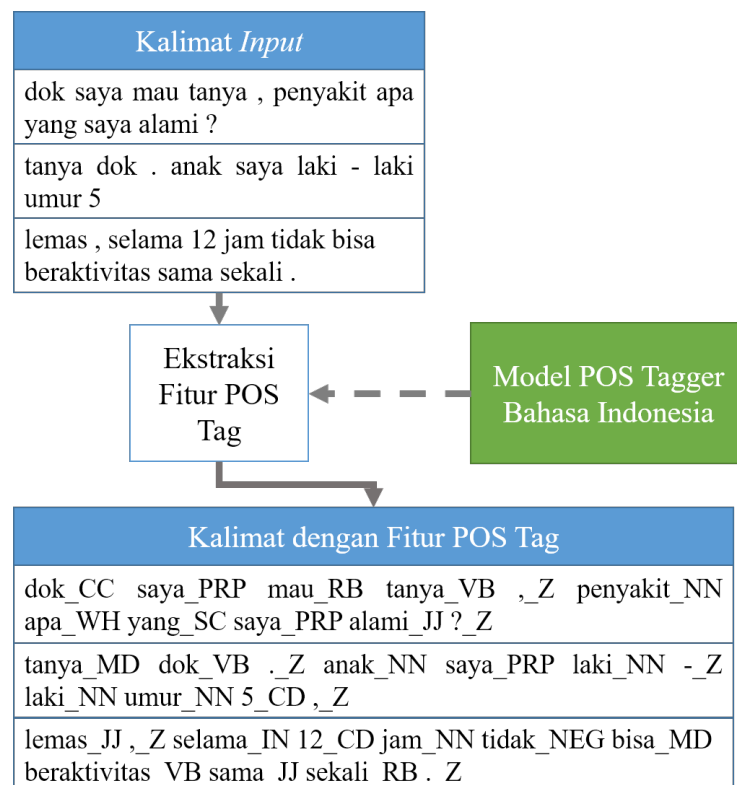 Kalimat Input
dok saya mau tanya , penyakit apa
yang saya alami ?
tanya dok . anak saya laki - laki
umur 5
lemas , selama 12 jam tidak bisa
beraktivitas sama sekali .
Ekstraksi
Fitur POS
Tag
Model POS Tagger
Bahasa Indonesia
Kalimat dengan Fitur POS Tag
dok_CC saya_PRP mau_RB tanya_VB ,_Z penyakit_NN
apa_WH yang_SC saya_PRP alami_JJ ?_Z
tanya_MD dok_VB ._Z anak_NN saya_PRP laki_NN -_Z
laki_NN umur_NN 5_CD ,_Z
lemas_JJ ,_Z selama_IN 12_CD jam_NN tidak_NEG bisa_MD
beraktivitas_VB sama_JJ sekali_RB ._Z